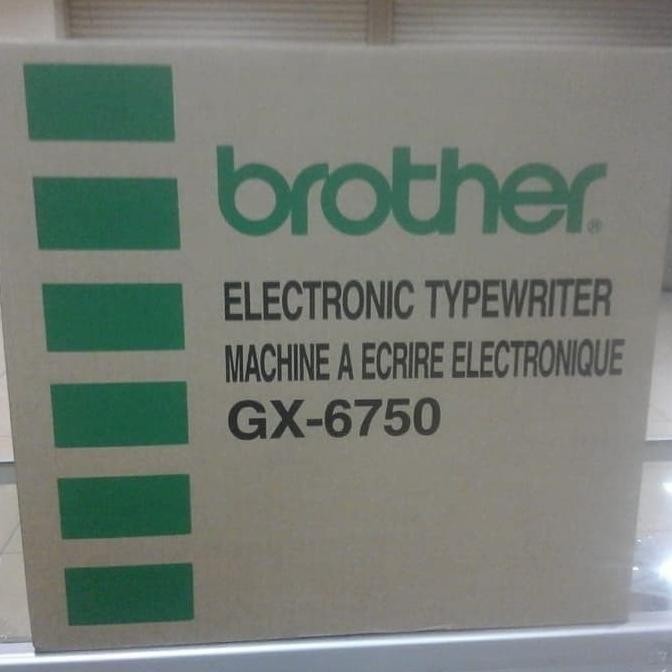 brother®
ELECTRONIC TYPEWRITER
MACHINE A ECRIRE ELECTRONIQUE
GX-6750